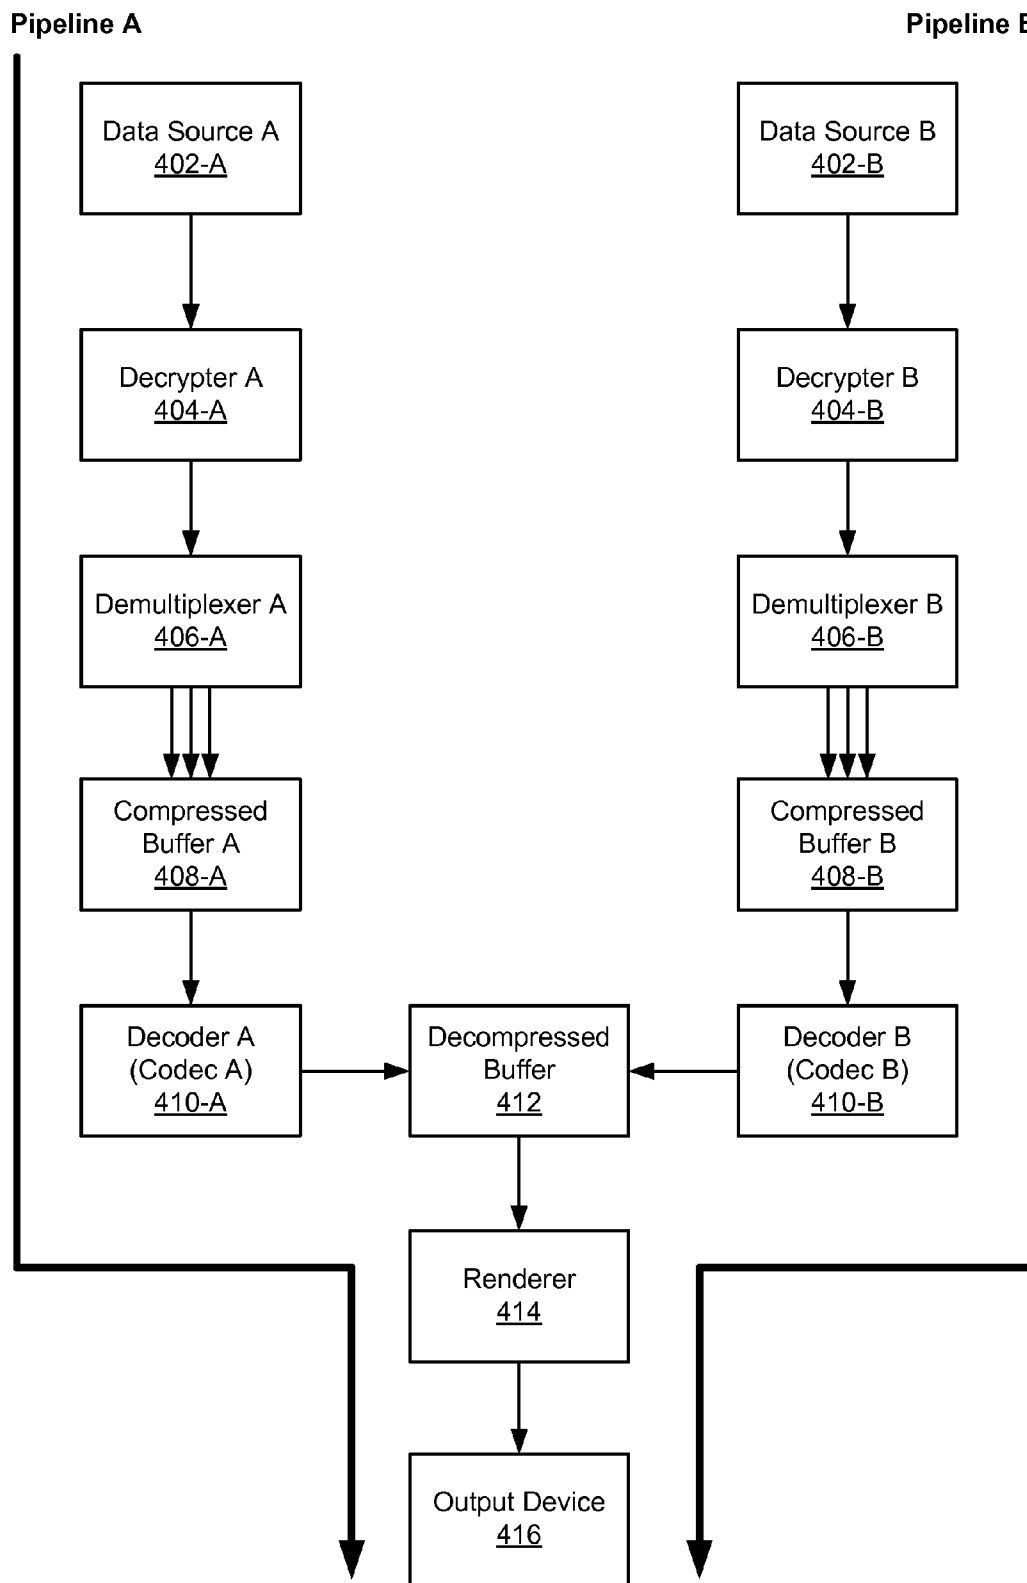 Pipeline A
Pipeline B
Data Source A
402-A
Data Source B
402-B
Decrypter A
404-A
Decrypter B
404-B
Demultiplexer A
406-A
Demultiplexer B
406-B
Compressed
Buffer A
408-A
Compressed
Buffer B
408-B
Decoder A
(Codec A)
410-A
Decompressed
Buffer
412
Decoder B
(Codec B)
410-B
Renderer
414
Output Device
416